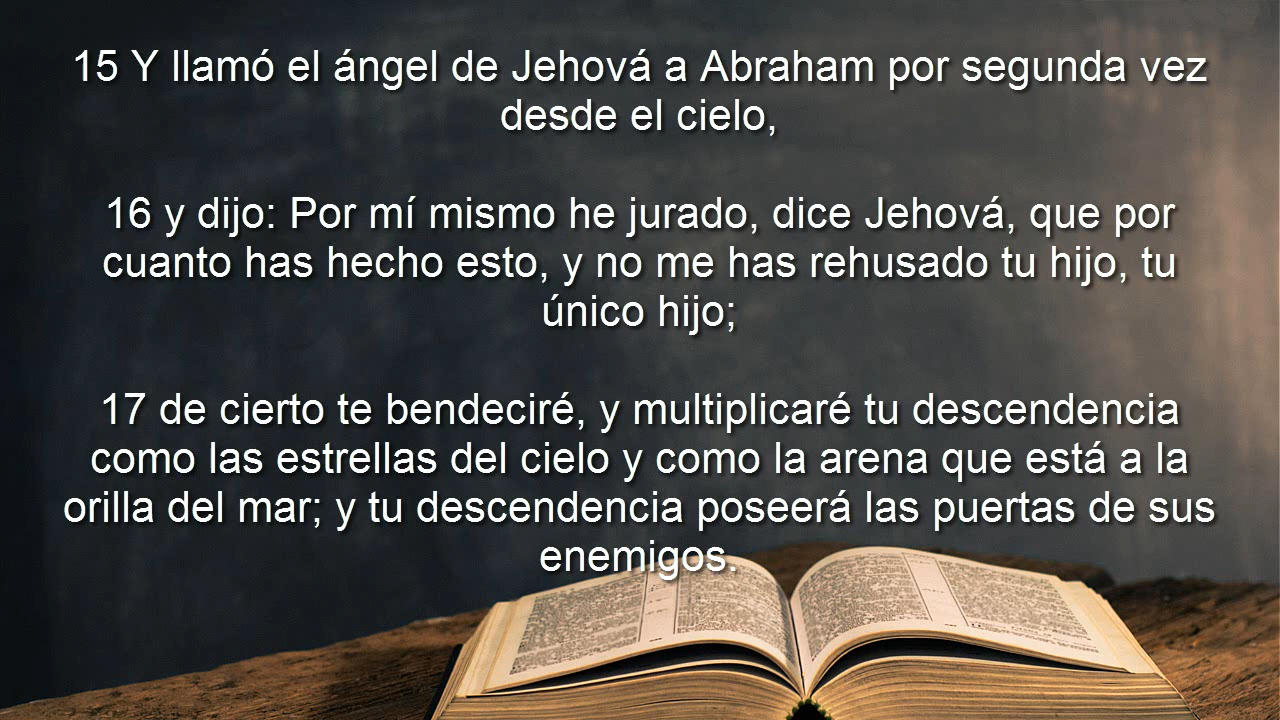 15 Y llamó el ángel de Jehová a Abraham por segunda vez
desde el cielo,
16 y dijo: Por mí mismo he jurado, dice Jehová, que por
cuanto has hecho esto, y no me has rehusado tu hijo, tu
único hijo;
17 de cierto te bendeciré, y multiplicaré tu descendencia
como las estrellas del cielo y como la arena que está a la
orilla del mar; y tu descendencia poseerá las puertas de sus
enemigos.